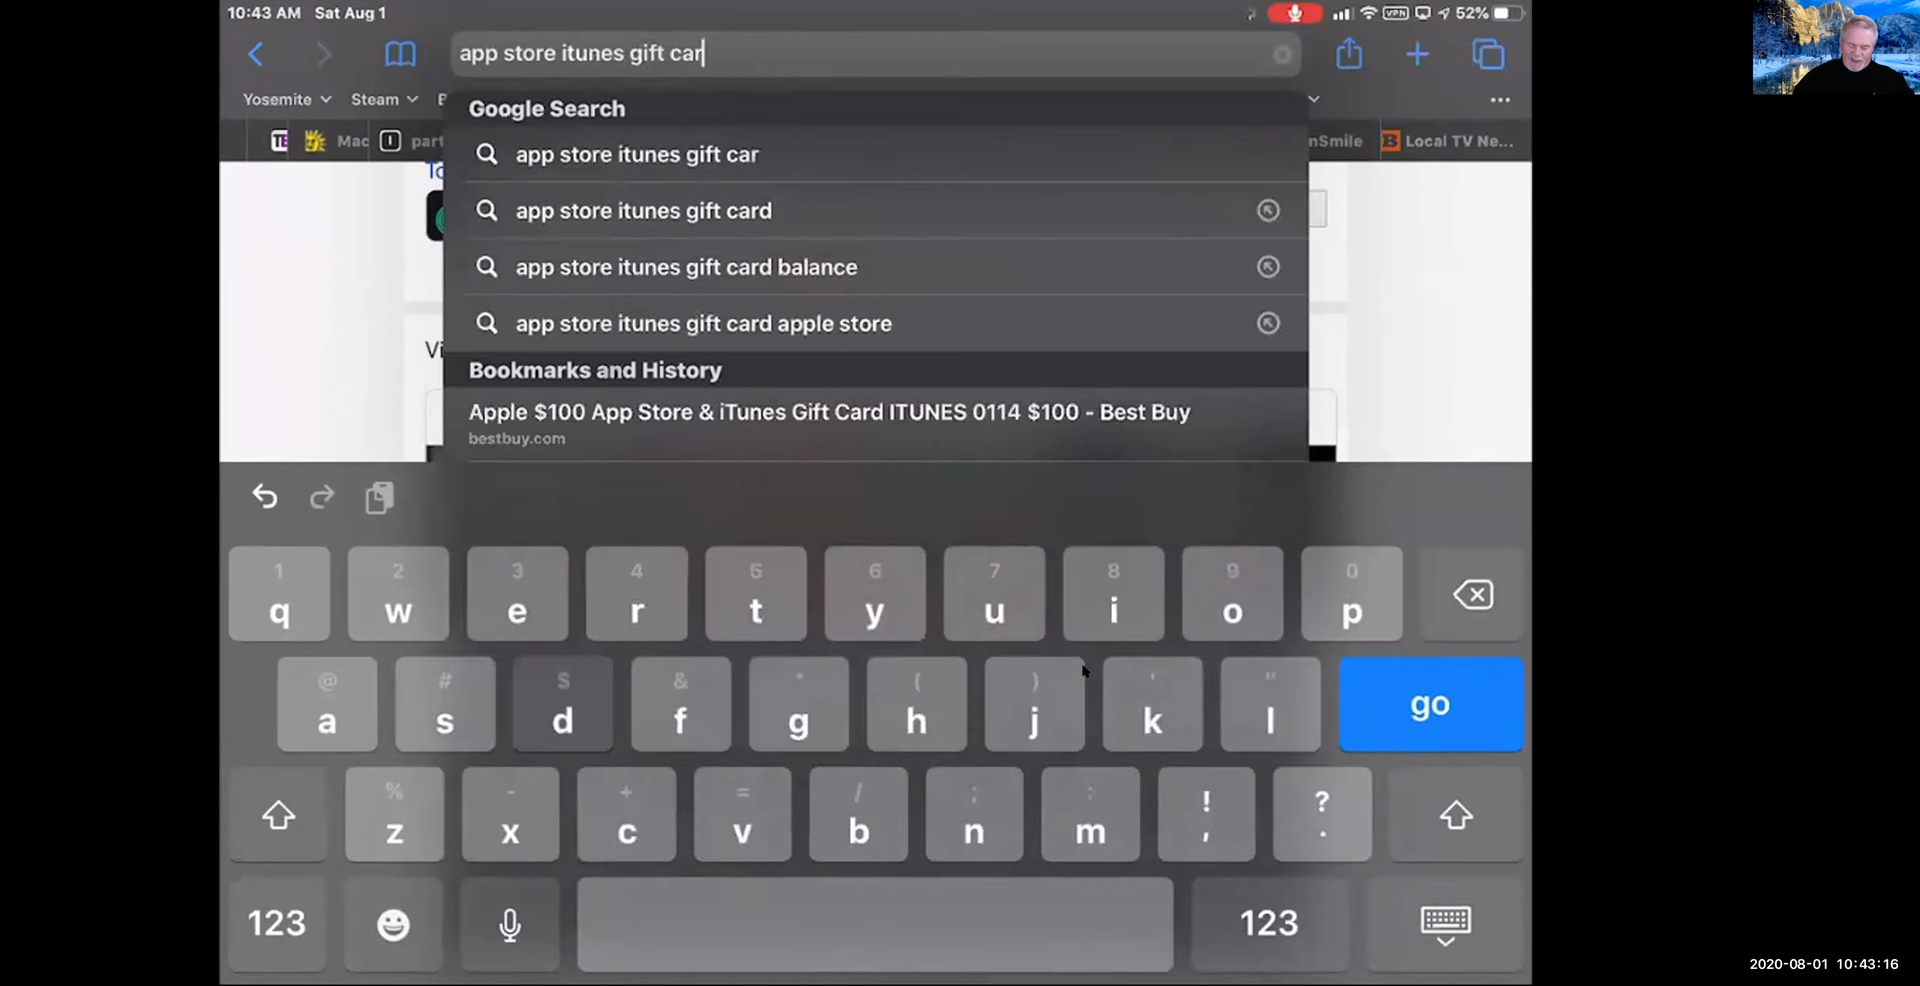 10:43 AM Sat Aug 1
VPN 52%
app store itunes gift car
Yosemite Steam
Mac
part
nSmile
Local TV Ne...
Google Search
app store itunes gift car
app store itunes gift card
app store itunes gift card balance
app store itunes gift card apple store
Vi
Bookmarks and History
Apple $100 App Store & iTunes Gift Card ITUNES 0114 $100 - Best Buy
bestbuy.com
1 2 3 4 5 6 7 8 9 0
q w e r t y u i o p
@ # $ & * ( ) ' "
a s d f g h j k l go
% - + = / ; : ! ?
z x c v b n m , .
123 123
2020-08-01 10:43:16